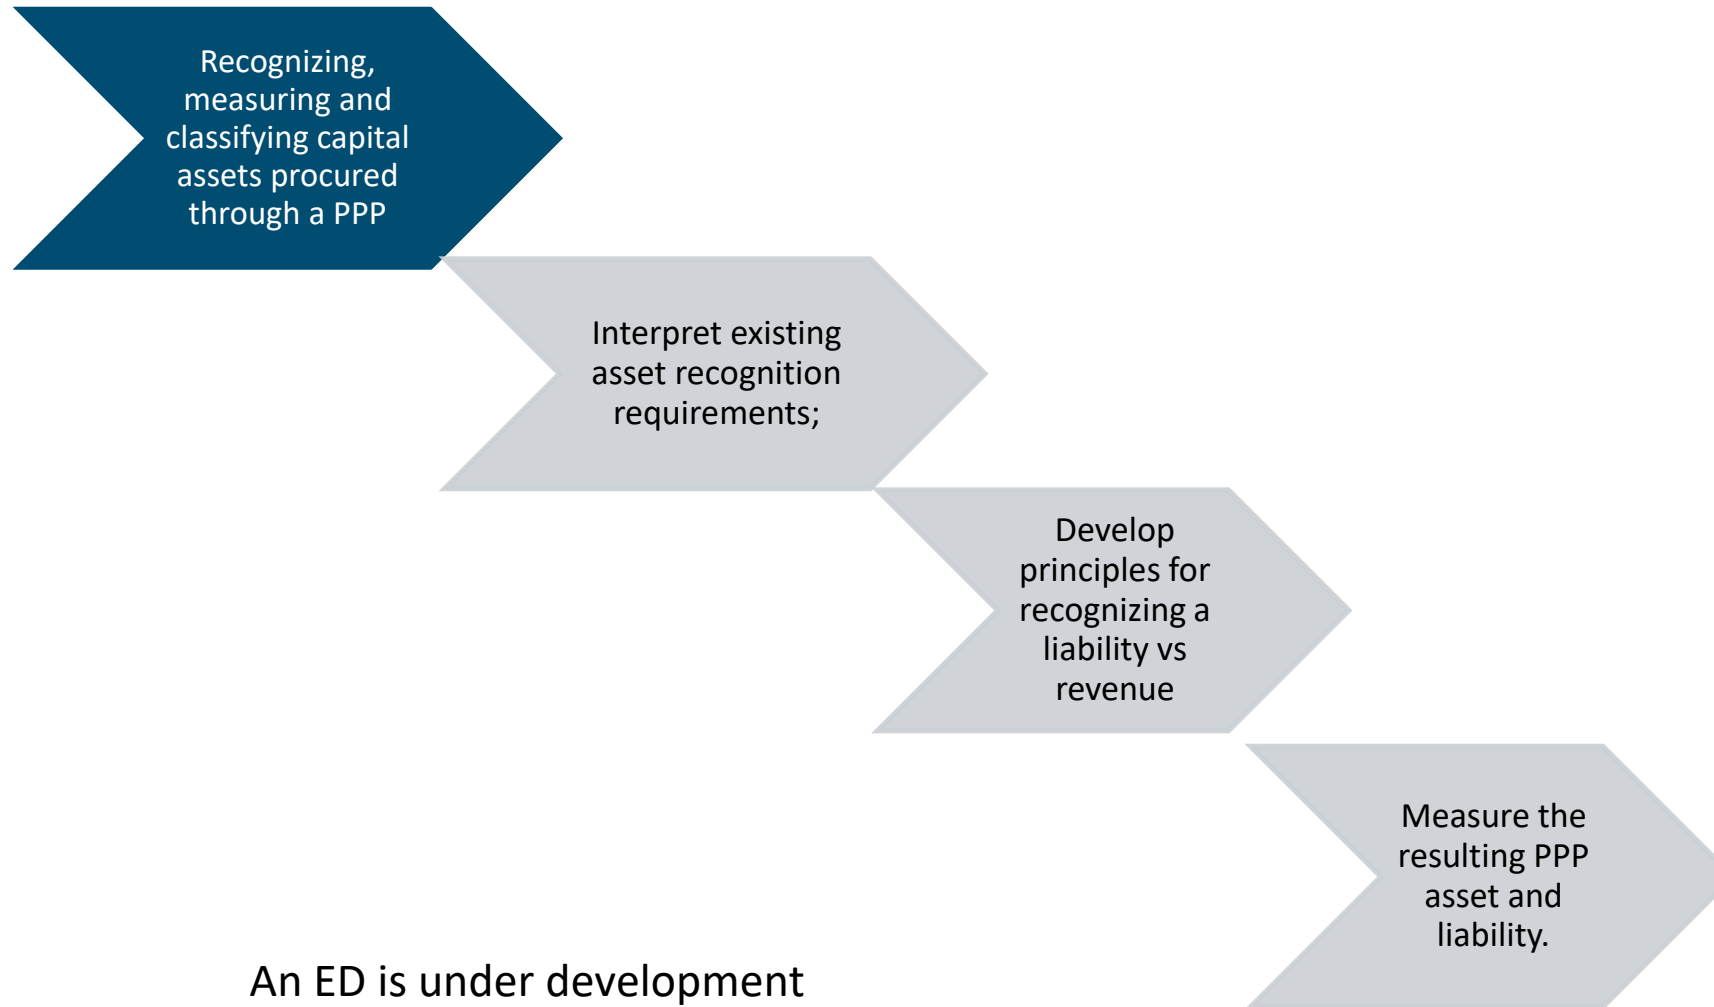 Recognizing,
measuring and
classifying capital
assets procured
through a PPP
Interpret existing
asset recognition
requirements;
Develop
principles for
recognizing a
liability vs
revenue
Measure the
resulting PPP
asset and
liability.
An ED is under development